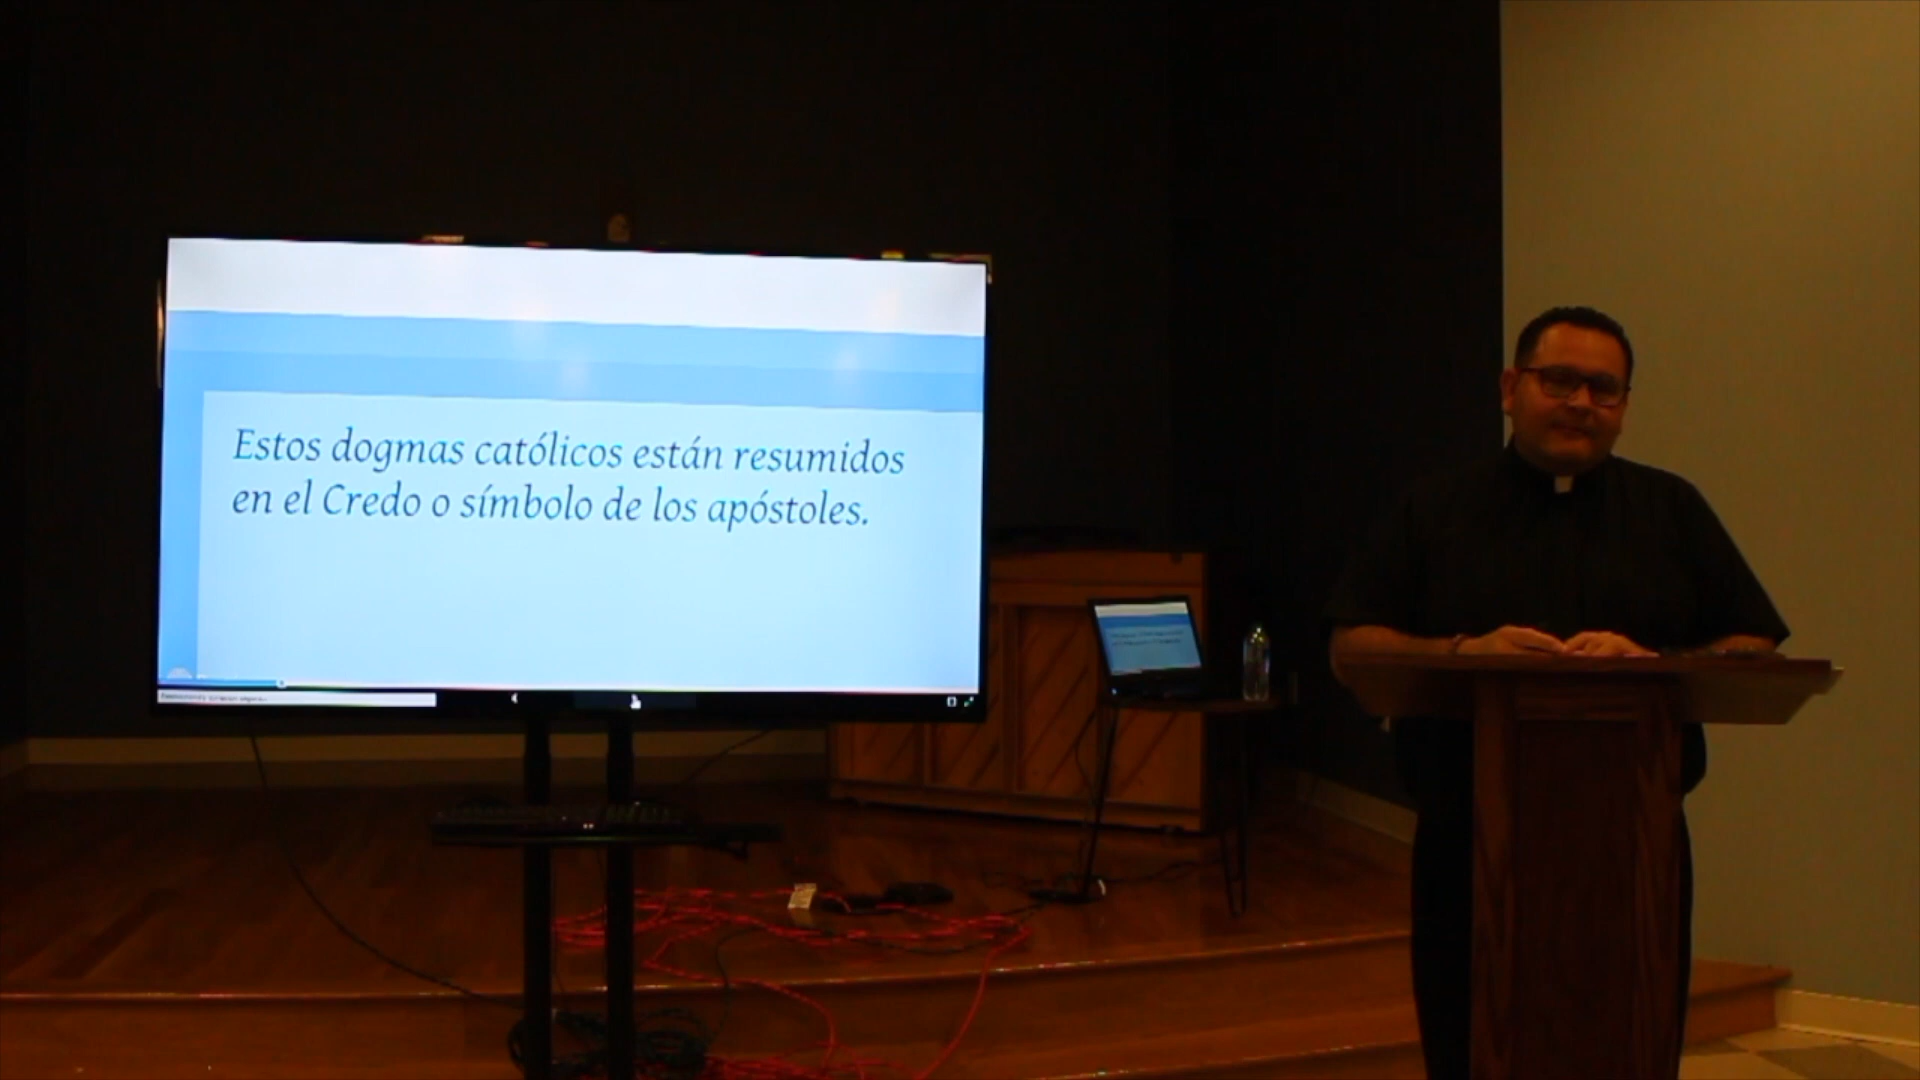 Estos dogmas católicos están resumidos
en el Credo o símbolo de los apóstoles.